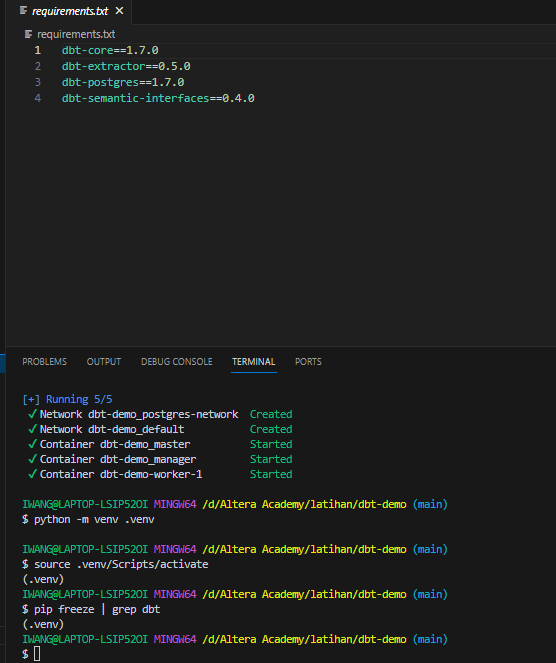 requirements.txt
requirements.txt
1 dbt-core==1.7.0
2 dbt-extractor==0.5.0
3 dbt-postgres==1.7.0
4 dbt-semantic-interfaces==0.4.0
PROBLEMS OUTPUT DEBUG CONSOLE TERMINAL PORTS
[+] Running 5/5
✓ Network dbt-demo_postgres-network Created
✓ Network dbt-demo_default Created
✓ Container dbt-demo_master Started
✓ Container dbt-demo_manager Started
✓ Container dbt-demo-worker-1 Started
IWANG@LAPTOP-LSIP52OI MINGW64 /d/Altera Academy/latihan/dbt-demo (main)
$ python -m venv .venv
IWANG@LAPTOP-LSIP52OI MINGW64 /d/Altera Academy/latihan/dbt-demo (main)
$ source .venv/Scripts/activate
(.venv)
IWANG@LAPTOP-LSIP52OI MINGW64 /d/Altera Academy/latihan/dbt-demo (main)
$ pip freeze | grep dbt
(.venv)
IWANG@LAPTOP-LSIP52OI MINGW64 /d/Altera Academy/latihan/dbt-demo (main)
$